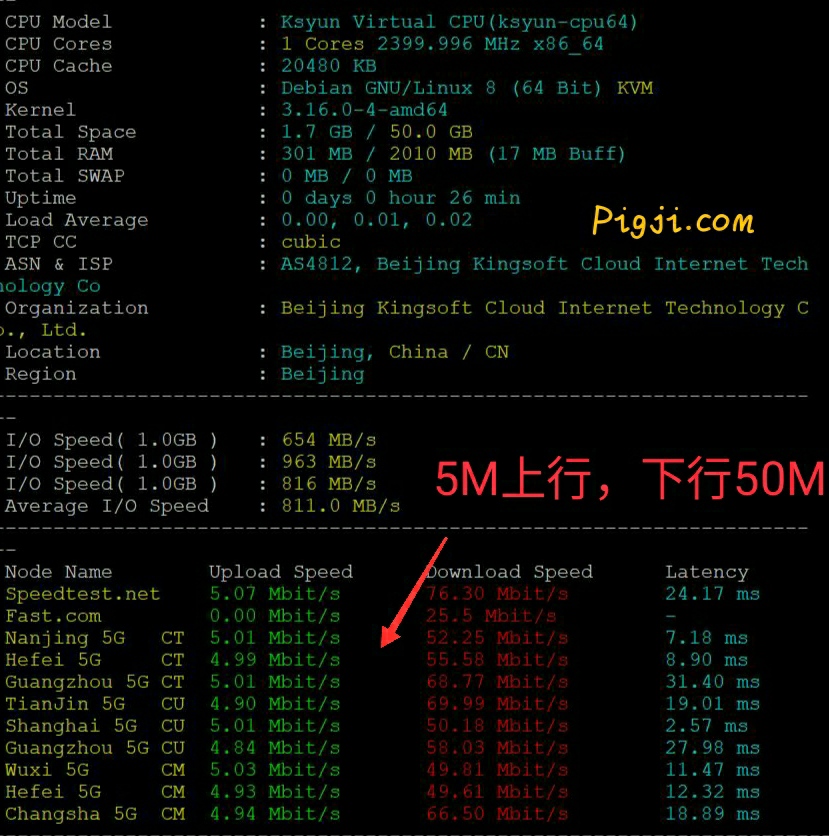 CPU Model : Ksyun Virtual CPU(ksyun-cpu64)
CPU Cores : 1 Cores 2399.996 MHz x86_64
CPU Cache : 20480 KB
OS : Debian GNU/Linux 8 (64 Bit) KVM
Kernel : 3.16.0-4-amd64
Total Space : 1.7 GB / 50.0 GB
Total RAM : 301 MB / 2010 MB (17 MB Buff)
Total SWAP : 0 MB / 0 MB
Uptime : 0 days 0 hour 26 min
Load Average : 0.00, 0.01, 0.02
Pigji.com
TCP CC : cubic
ASN & ISP : AS4812, Beijing Kingsoft Cloud Internet Tech
nology Co
Organization : Beijing Kingsoft Cloud Internet Technology C
o., Ltd.
Location : Beijing, China / CN
Region : Beijing
I/O Speed( 1.0GB ) : 654 MB/s
I/O Speed( 1.0GB ) : 963 MB/s
I/O Speed( 1.0GB ) : 816 MB/s
Average I/O Speed : 811.0 MB/s
5M上行，下行50M
Node Name Upload Speed Download Speed Latency
Speedtest.net 5.07 Mbit/s 76.30 Mbit/s 24.17 ms
Fast.com 0.00 Mbit/s 25.5 Mbit/s -
Nanjing 5G CT 5.01 Mbit/s 52.25 Mbit/s 7.18 ms
Hefei 5G CT 4.99 Mbit/s 55.58 Mbit/s 8.90 ms
Guangzhou 5G CT 5.01 Mbit/s 68.77 Mbit/s 31.40 ms
TianJin 5G CU 4.90 Mbit/s 69.99 Mbit/s 19.01 ms
Shanghai 5G CU 5.01 Mbit/s 50.18 Mbit/s 2.57 ms
Guangzhou 5G CU 4.84 Mbit/s 58.03 Mbit/s 27.98 ms
Wuxi 5G CM 5.03 Mbit/s 49.81 Mbit/s 11.47 ms
Hefei 5G CM 4.93 Mbit/s 49.61 Mbit/s 12.32 ms
Changsha 5G CM 4.94 Mbit/s 66.50 Mbit/s 18.89 ms